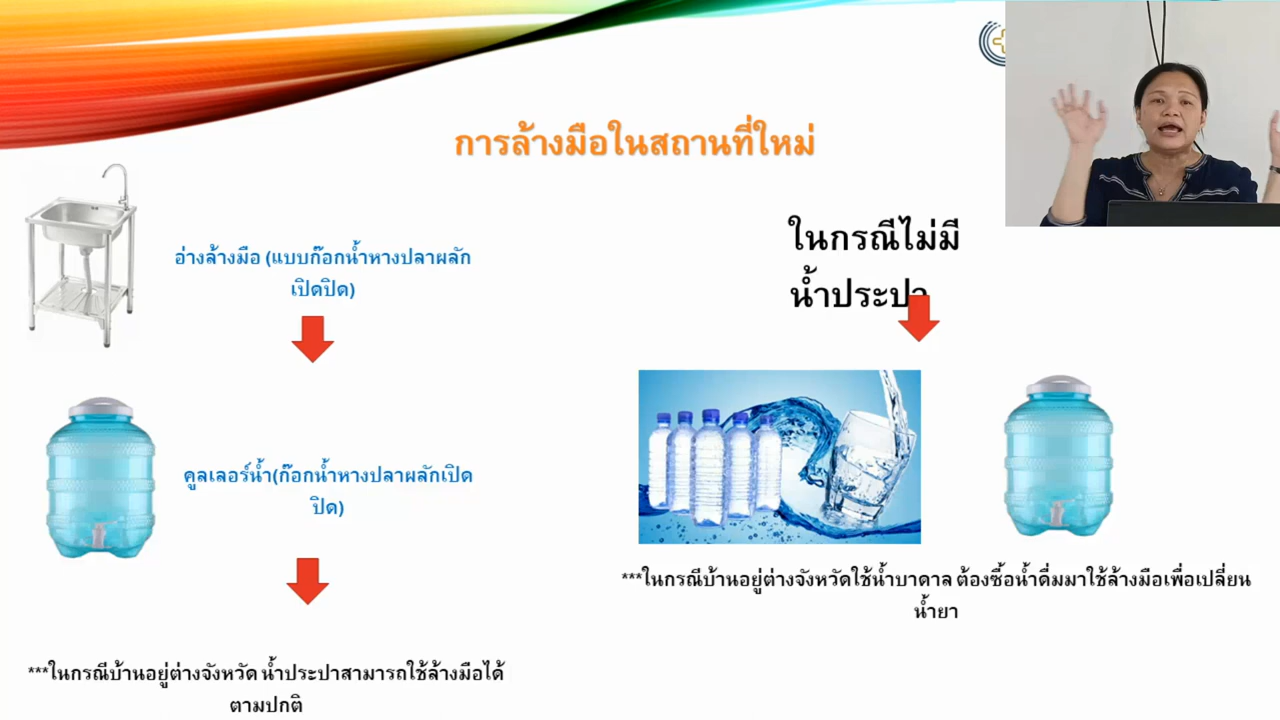 การล้างมือในสถานที่ใหม่
อ่างล้างมือ (แบบก๊อกน้ำหางปลาผลัก
เปิดปิด)
คูลเลอร์น้ำ(ก๊อกน้ำหางปลาผลักเปิด
ปิด)
***ในกรณีบ้านอยู่ต่างจังหวัด น้ำประปาสามารถใช้ล้างมือได้
ตามปกติ
ในกรณีไม่มี
น้ำประปา
***ในกรณีบ้านอยู่ต่างจังหวัดใช้น้ำบาดาล ต้องซื้อน้ำดื่มมาใช้ล้างมือเพื่อเปลี่ยน
น้ำยา